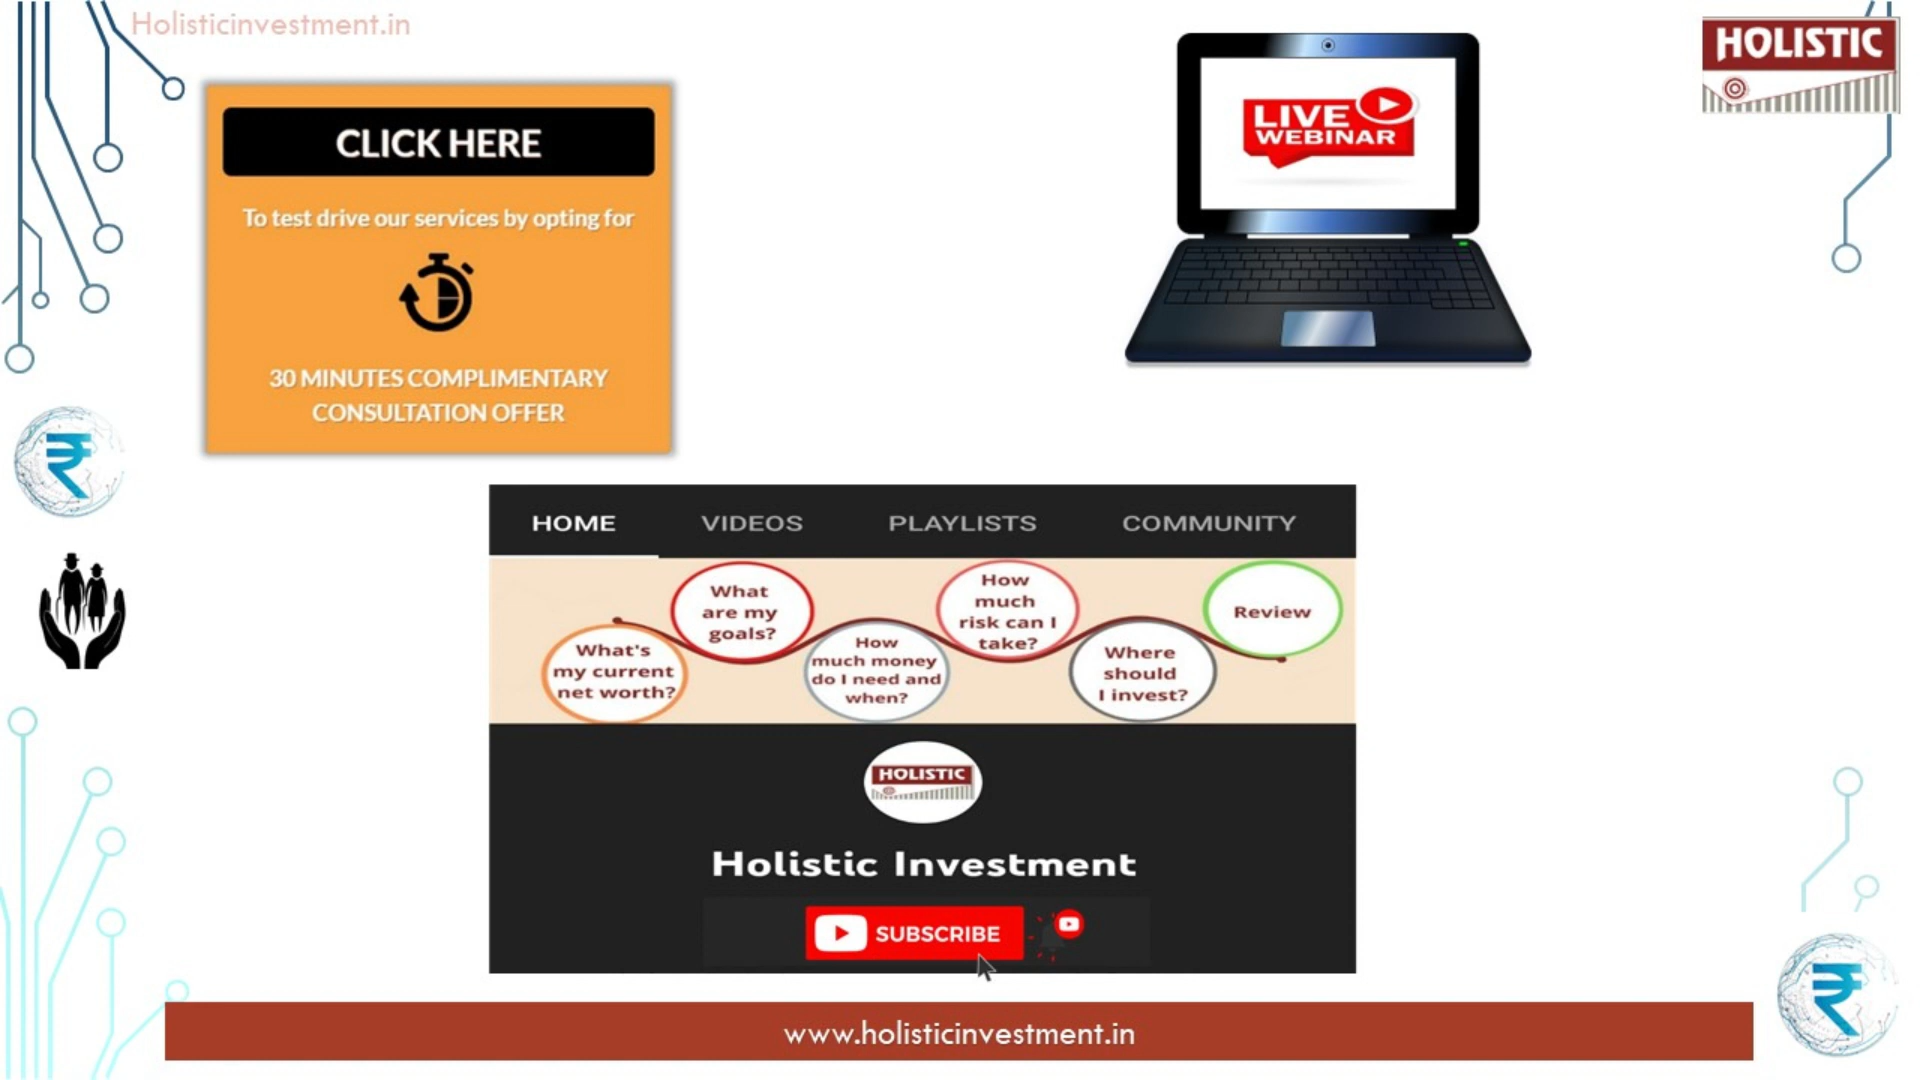 Holisticinvestment.in
HOLISTIC
CLICK HERE
To test drive our services by opting for
30 MINUTES COMPLIMENTARY
CONSULTATION OFFER
LIVE
WEBINAR
₹
HOME VIDEOS PLAYLISTS COMMUNITY
What's
my current
net worth?
What
are my
goals?
How
much money
do I need and
when?
How
much
risk can I
take?
Where
should
I invest?
Review
HOLISTIC
Holistic Investment
SUBSCRIBE
www.holisticinvestment.in
₹